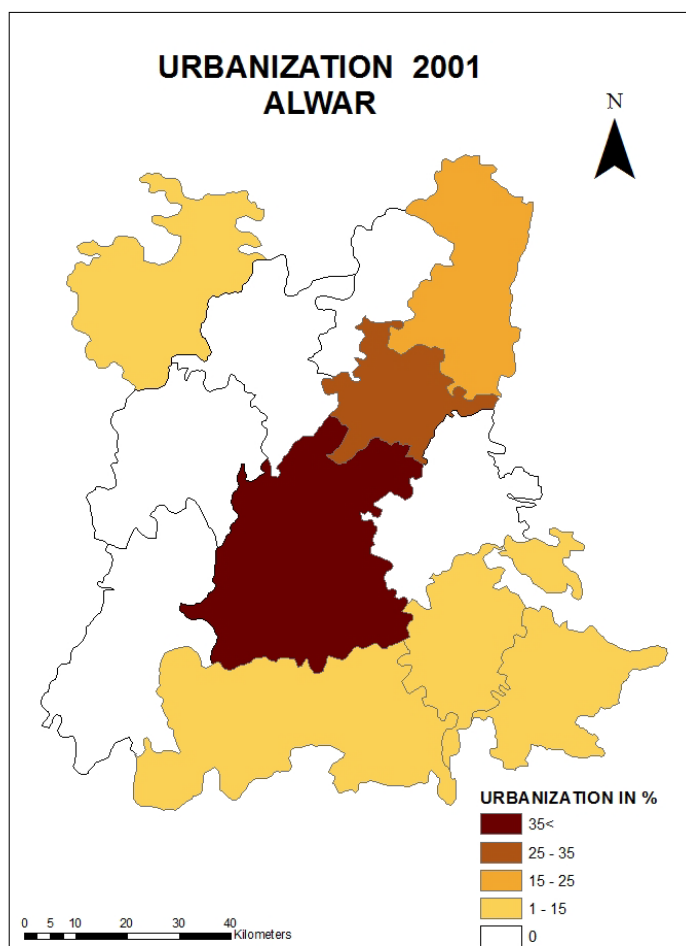 URBANIZATION 2001
ALWAR
N
URBANIZATION IN %
35<
25 - 35
15 - 25
1 - 15
0
0 5 10 20 30 40
Kilometers